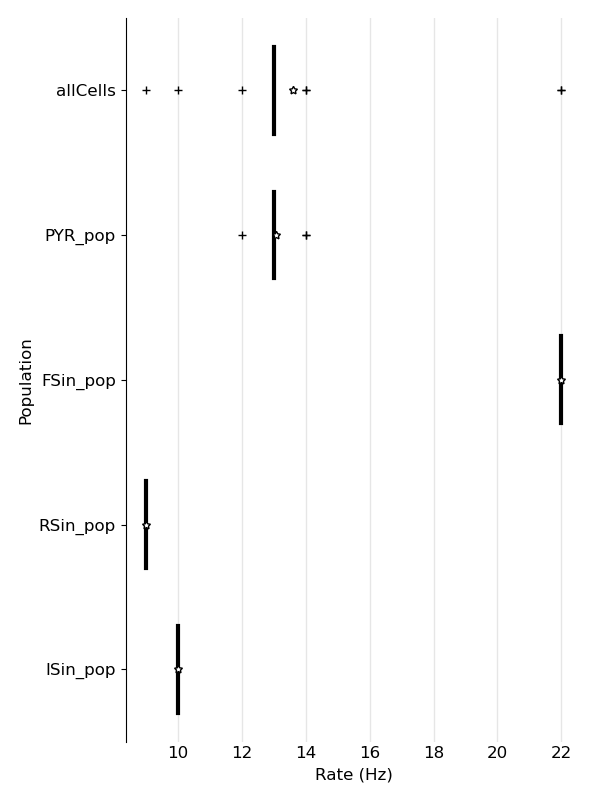 allCells
PYR_pop
FSin_pop
RSin_pop
ISin_pop
Population
10 12 14 16 18 20 22
Rate (Hz)